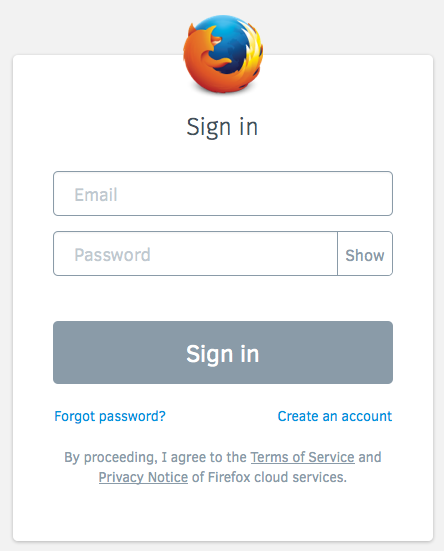 Sign in
Email
Password
Show
Sign in
Forgot password?
Create an account
By proceeding, I agree to the Terms of Service and
Privacy Notice of Firefox cloud services.